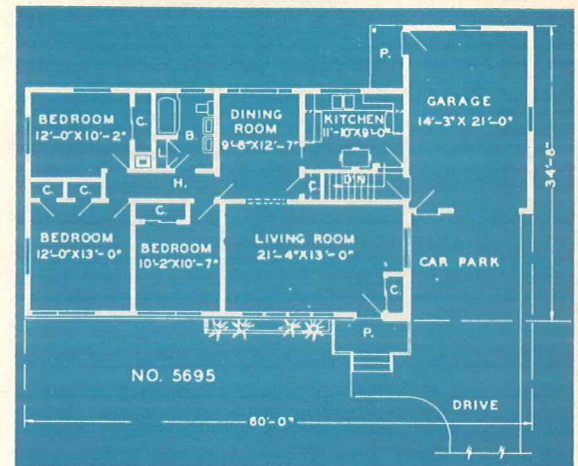 P.
BEDROOM
12'-0"X10'-2"
C.
B.
L.
DINING
ROOM
9'-8"X12'-7"
KITCHEN
11'-10"X9'-0"
GARAGE
14'-3"X 21'-0"
34'-8"
H.
C.
DN
C.
C.
BEDROOM
12'-0"X13'-0"
C.
BEDROOM
10'-2"X10'-7"
LIVING ROOM
21'-4"X13'-0"
CAR PARK
C.
P.
NO. 5695
DRIVE
60'-0"